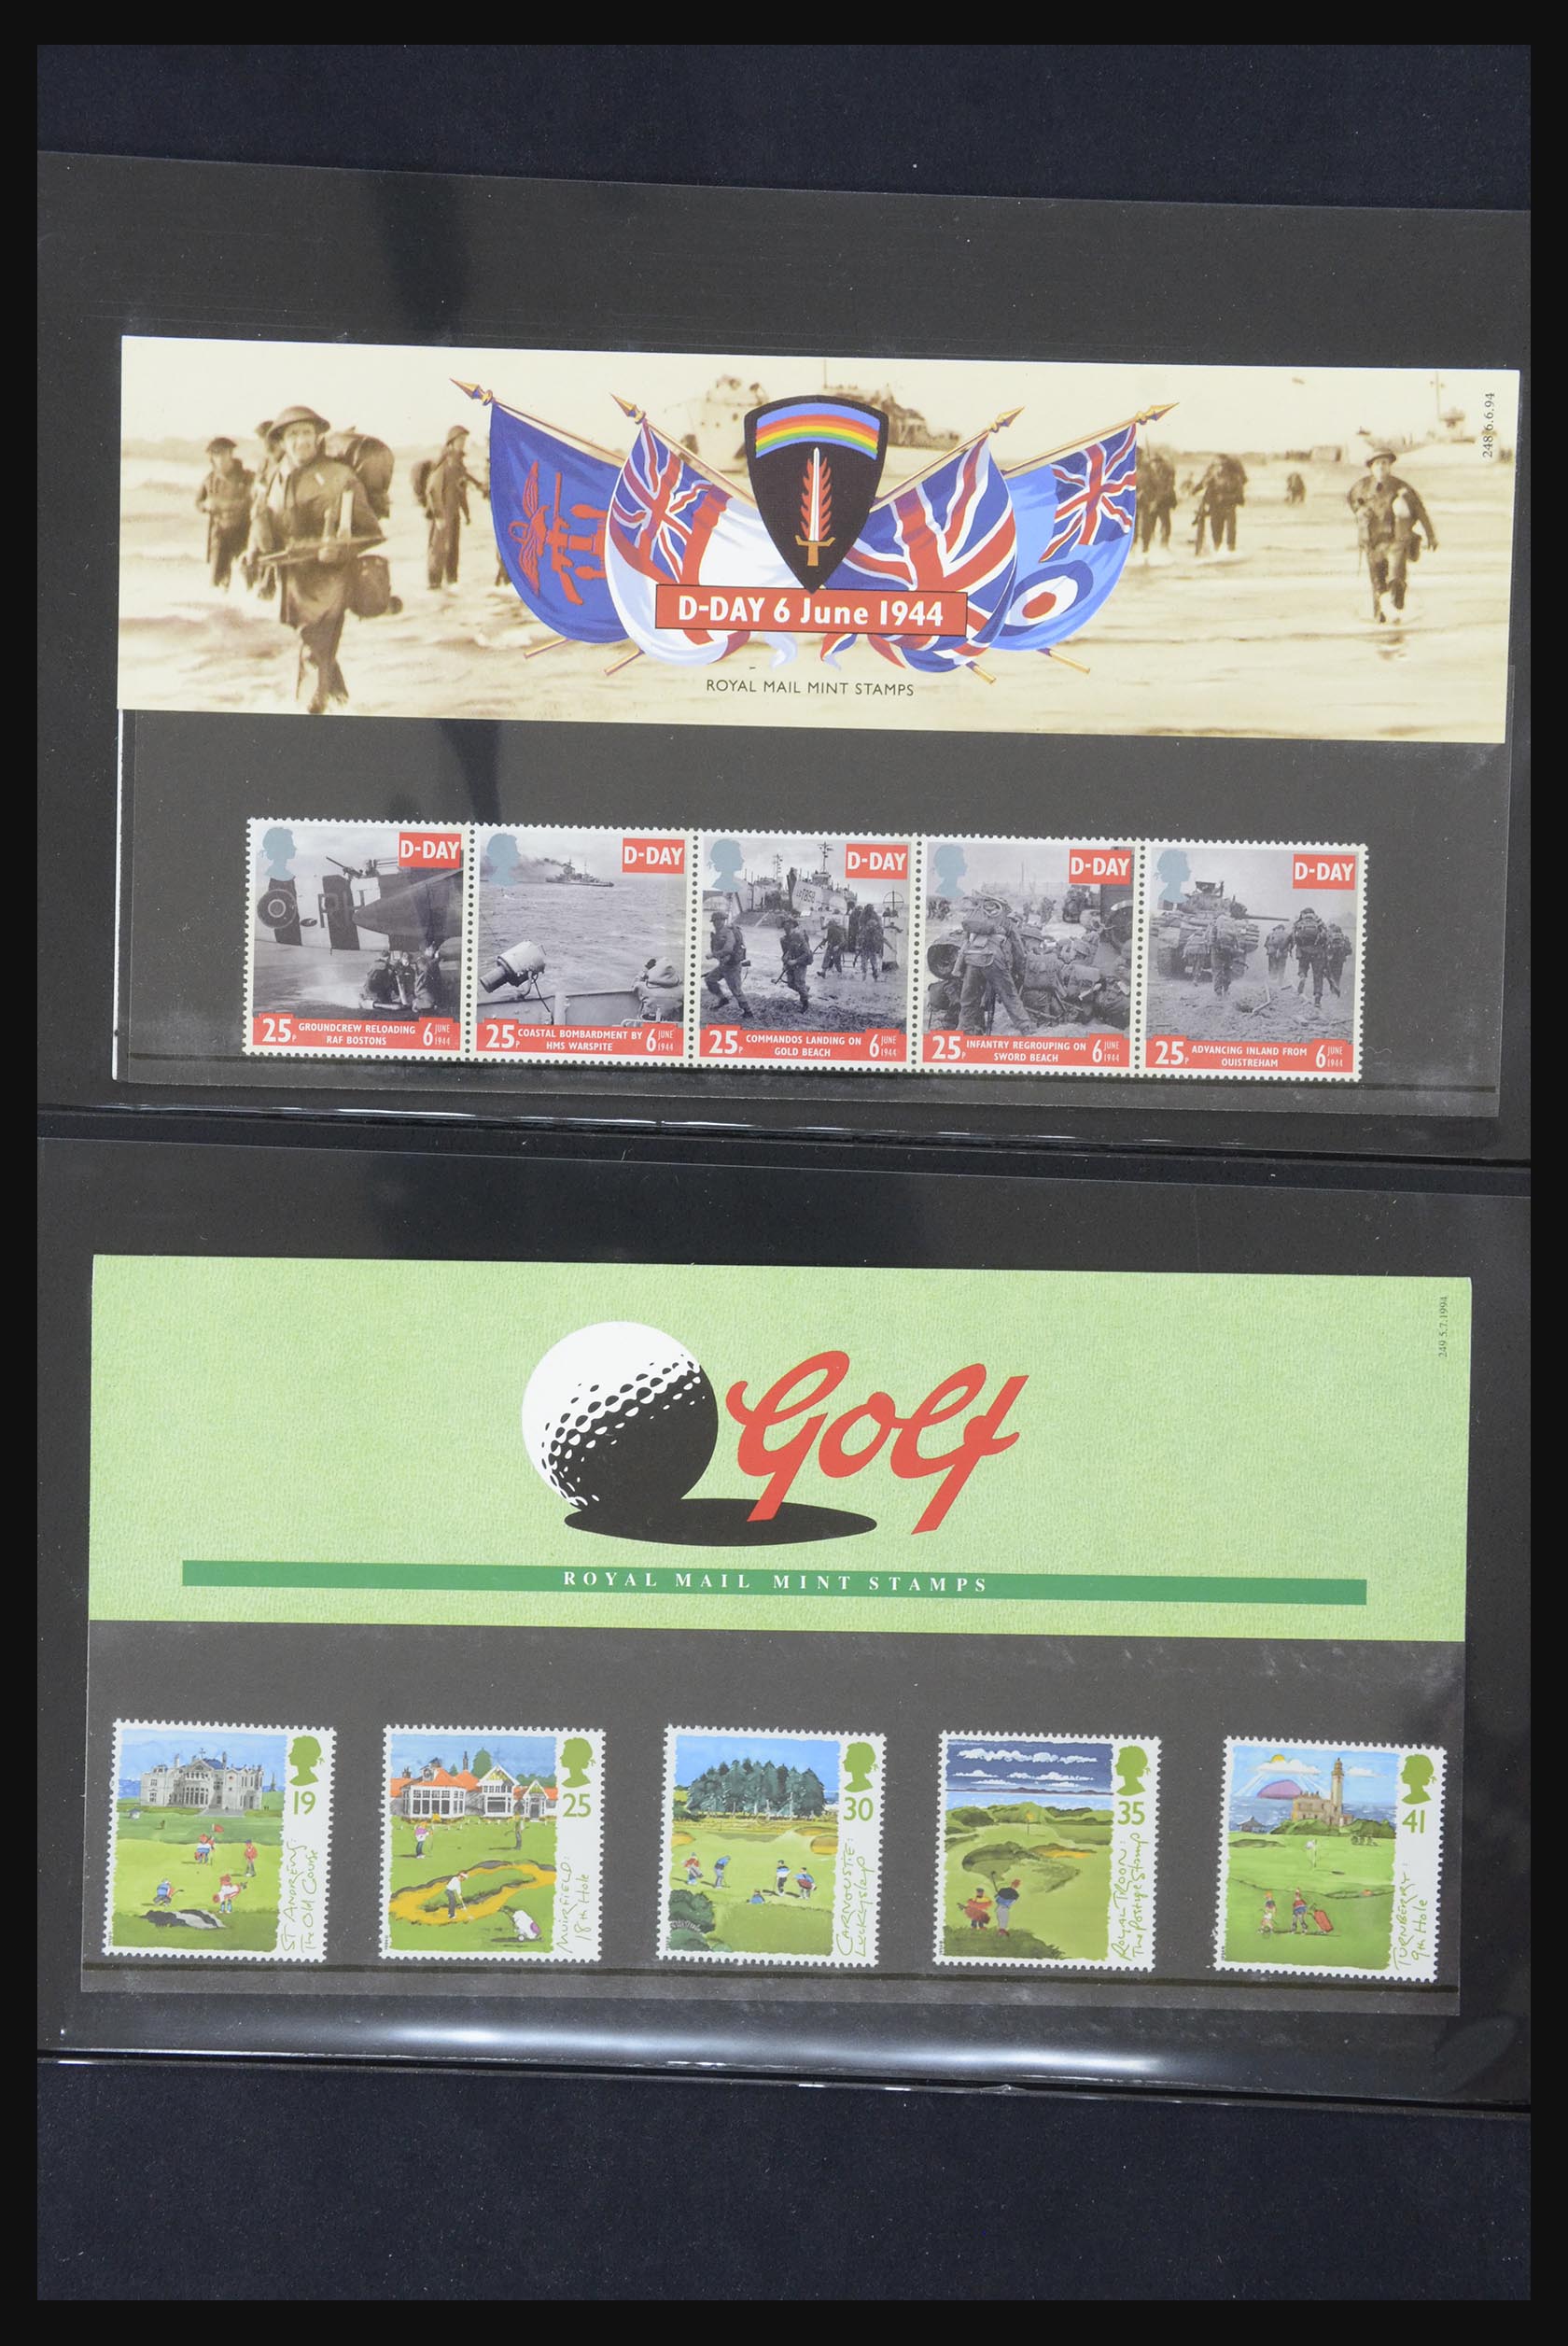 248 6.6.94
D-DAY 6 June 1944
ROYAL MAIL MINT STAMPS
D-DAY
25P GROUNDCREW RELOADING
RAF BOSTONS
6 JUNE
1944
D-DAY
25P COASTAL BOMBARDMENT BY
HMS WARSPITE
6 JUNE
1944
D-DAY
25P COMMANDOS LANDING ON
GOLD BEACH
6 JUNE
1944
D-DAY
25P INFANTRY REGROUPING ON
SWORD BEACH
6 JUNE
1944
D-DAY
25P ADVANCING INLAND FROM
OUISTREHAM
6 JUNE
1944
249 5.7.1994
Golf
ROYAL MAIL MINT STAMPS
19
ST ANDREWS:
The Old Course
25
MUIRFIELD:
18th Hole
30
CARNOUSTIE:
Luckyslap
35
ROYAL TROON:
The Postage Stamp
41
TURNBERRY:
9th Hole